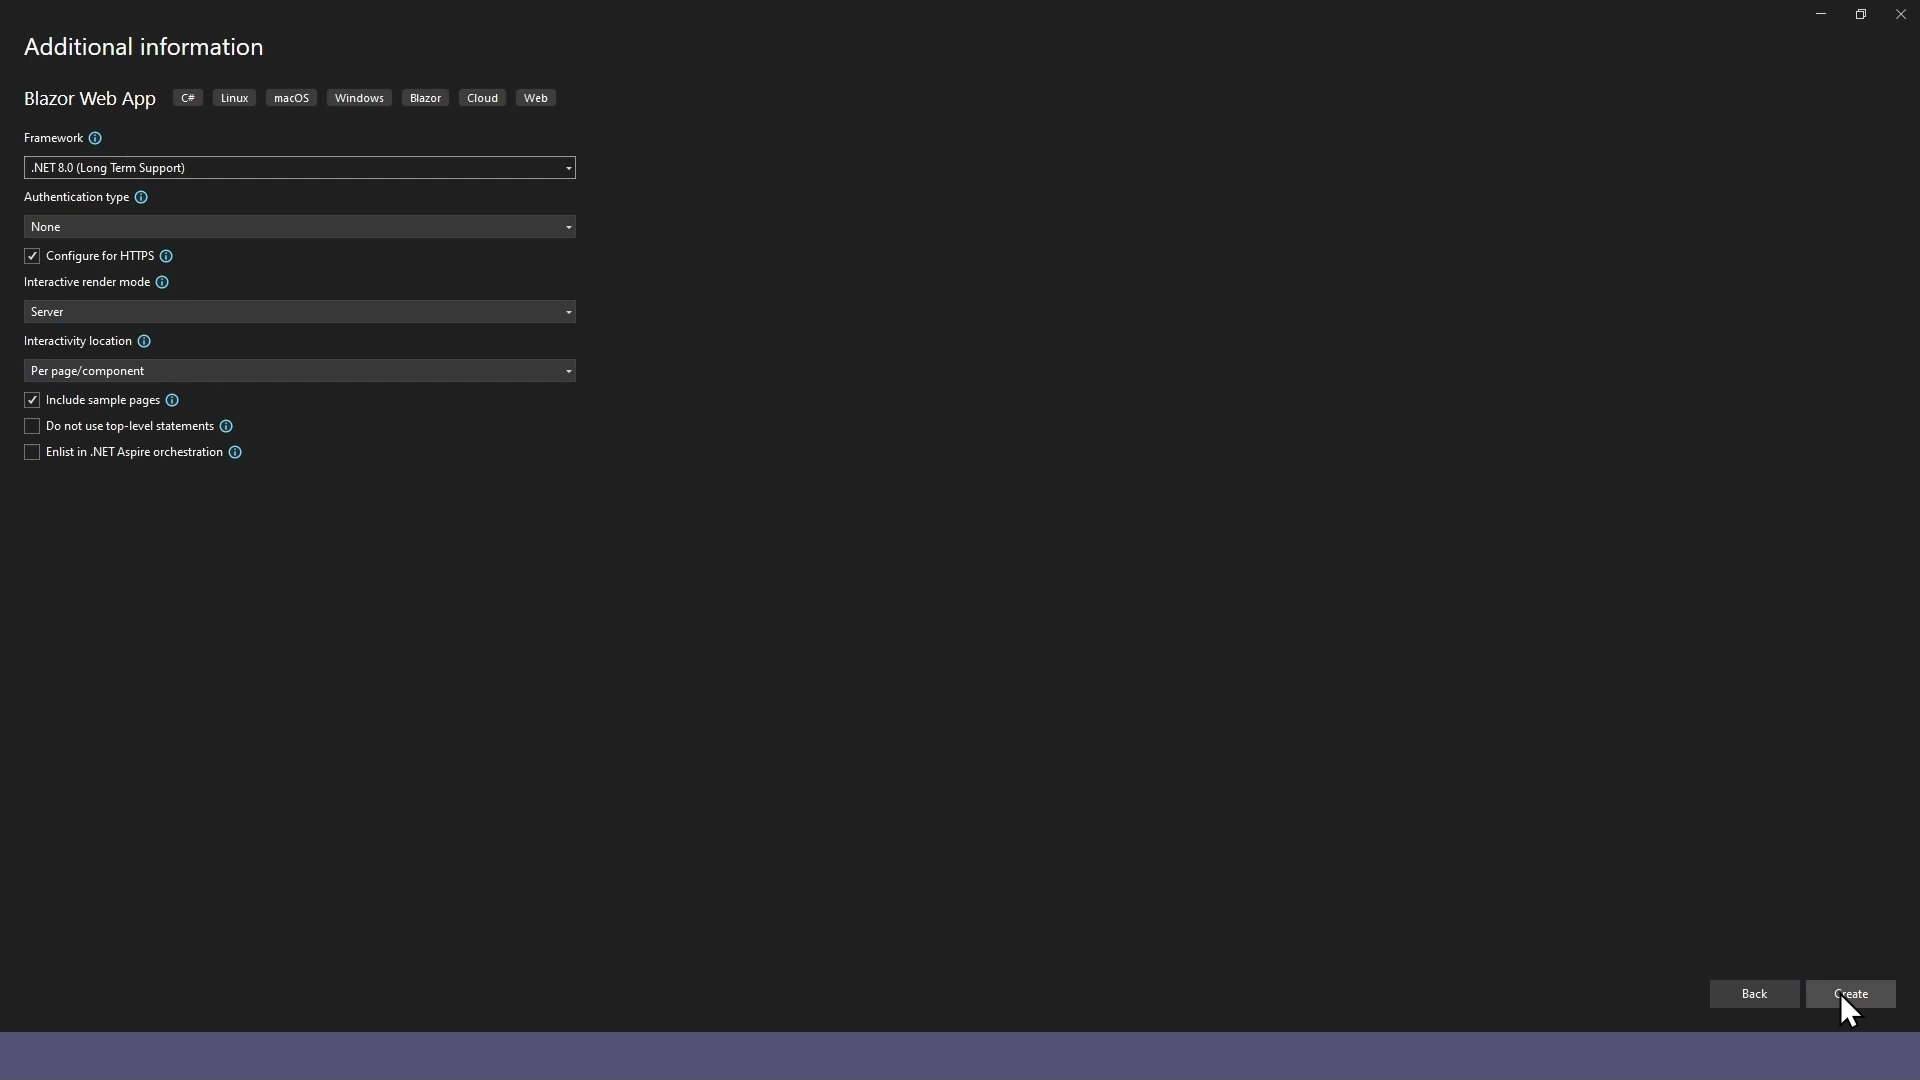 Additional information
Blazor Web App C# Linux macOS Windows Blazor Cloud Web
Framework
.NET 8.0 (Long Term Support)
Authentication type
None
Configure for HTTPS
Interactive render mode
Server
Interactivity location
Per page/component
Include sample pages
Do not use top-level statements
Enlist in .NET Aspire orchestration
Back Create